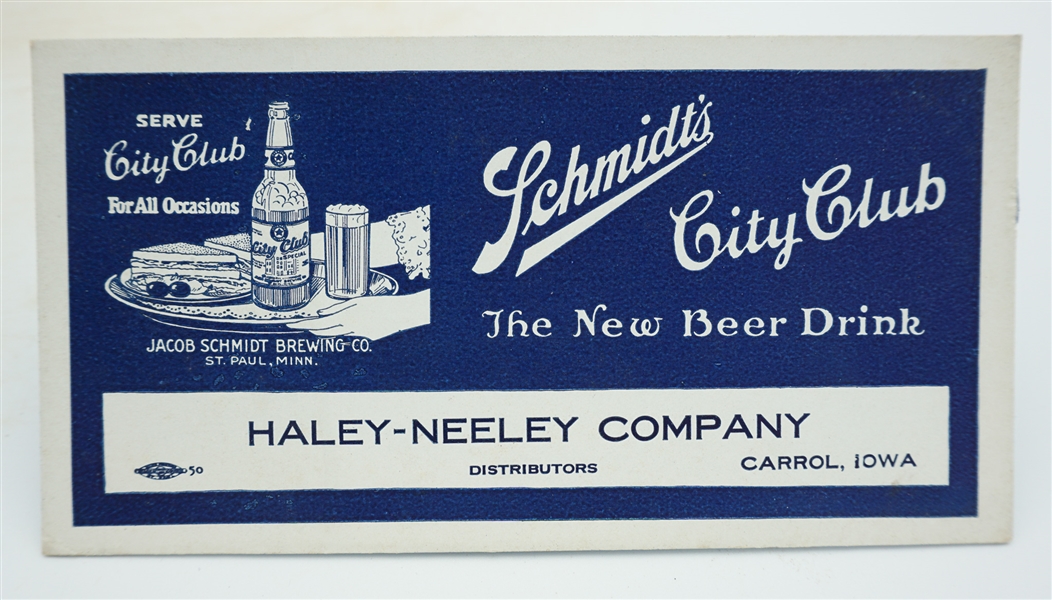 SERVE
City Club
For All Occasions
City Club
SPECIAL
JACOB SCHMIDT BREWING CO.
ST. PAUL, MINN.
Schmidt's
City Club
The New Beer Drink
HALEY-NEELEY COMPANY
DISTRIBUTORS
CARROL, IOWA
50